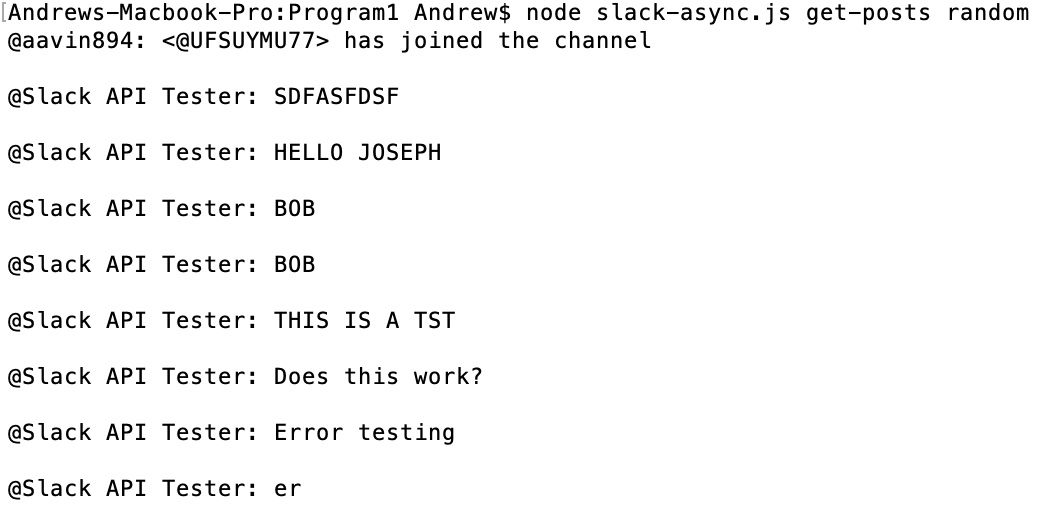 [Andrews-Macbook-Pro:Program1 Andrew$ node slack-async.js get-posts random
@aavin894: <@UFSUYMU77> has joined the channel
@Slack API Tester: SDFASFDSF
@Slack API Tester: HELLO JOSEPH
@Slack API Tester: BOB
@Slack API Tester: BOB
@Slack API Tester: THIS IS A TST
@Slack API Tester: Does this work?
@Slack API Tester: Error testing
@Slack API Tester: er